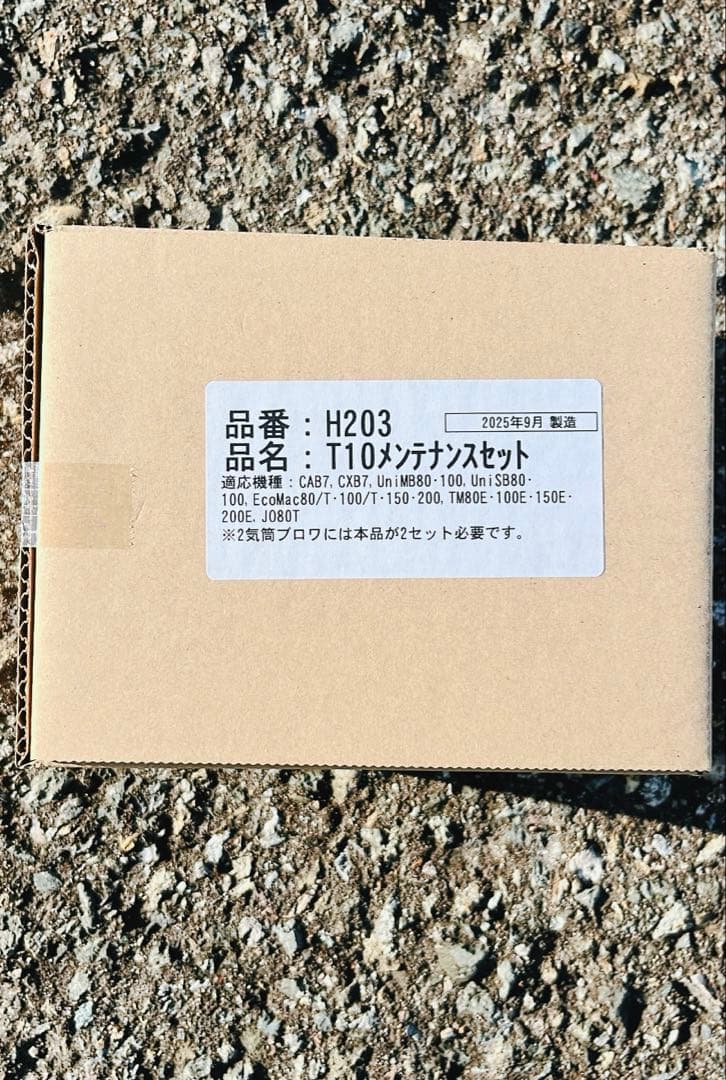 品番：H203
2025年9月 製造
品名：T10メンテナンスセット
適応機種：CAB7, CXB7, UniMB80･100, UniSB80･
100, EcoMac80/T･100/T･150･200, TM80E･100E･150E･
200E, JO80T
※2気筒ブロワには本品が2セット必要です。